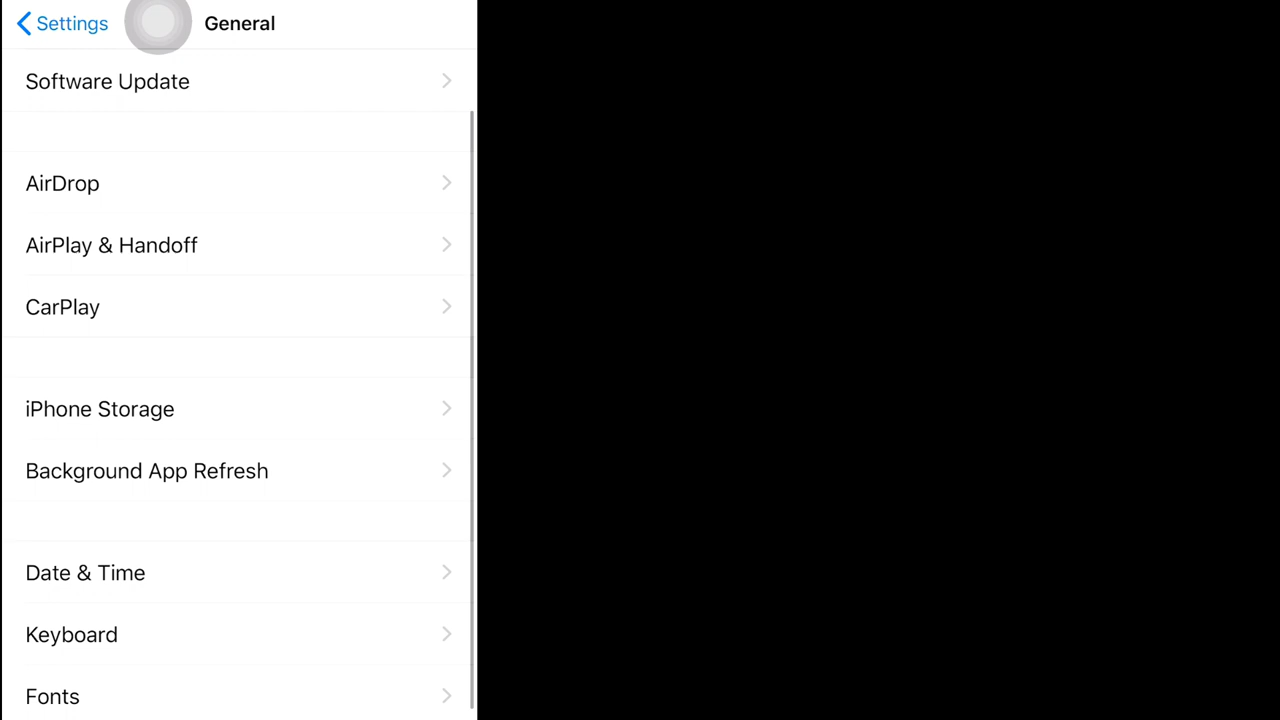 Settings
General
Software Update
AirDrop
AirPlay & Handoff
CarPlay
iPhone Storage
Background App Refresh
Date & Time
Keyboard
Fonts